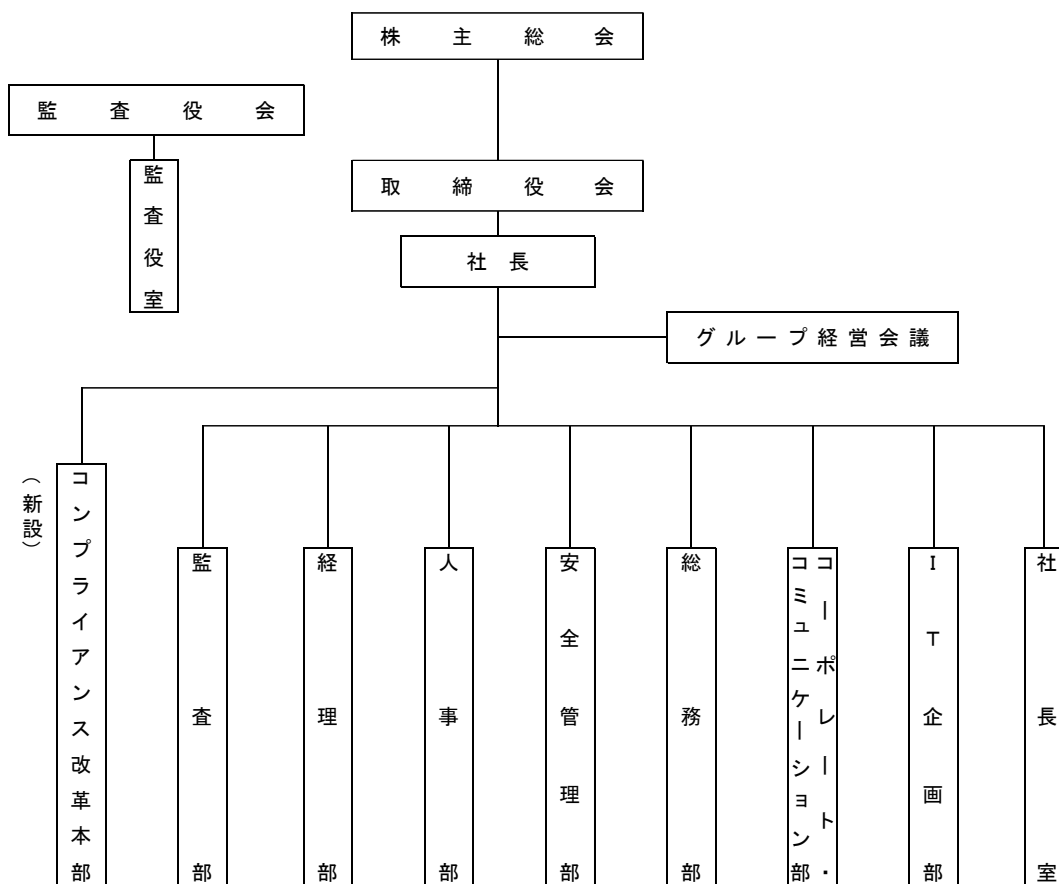 株主総会
監査役会
監査役室
取締役会
社長
グループ経営会議
（新設）
コンプライアンス改革本部
監査部
経理部
人事部
安全管理部
総務部
コーポレート・
コミュニケーション部
IT企画部
社長室